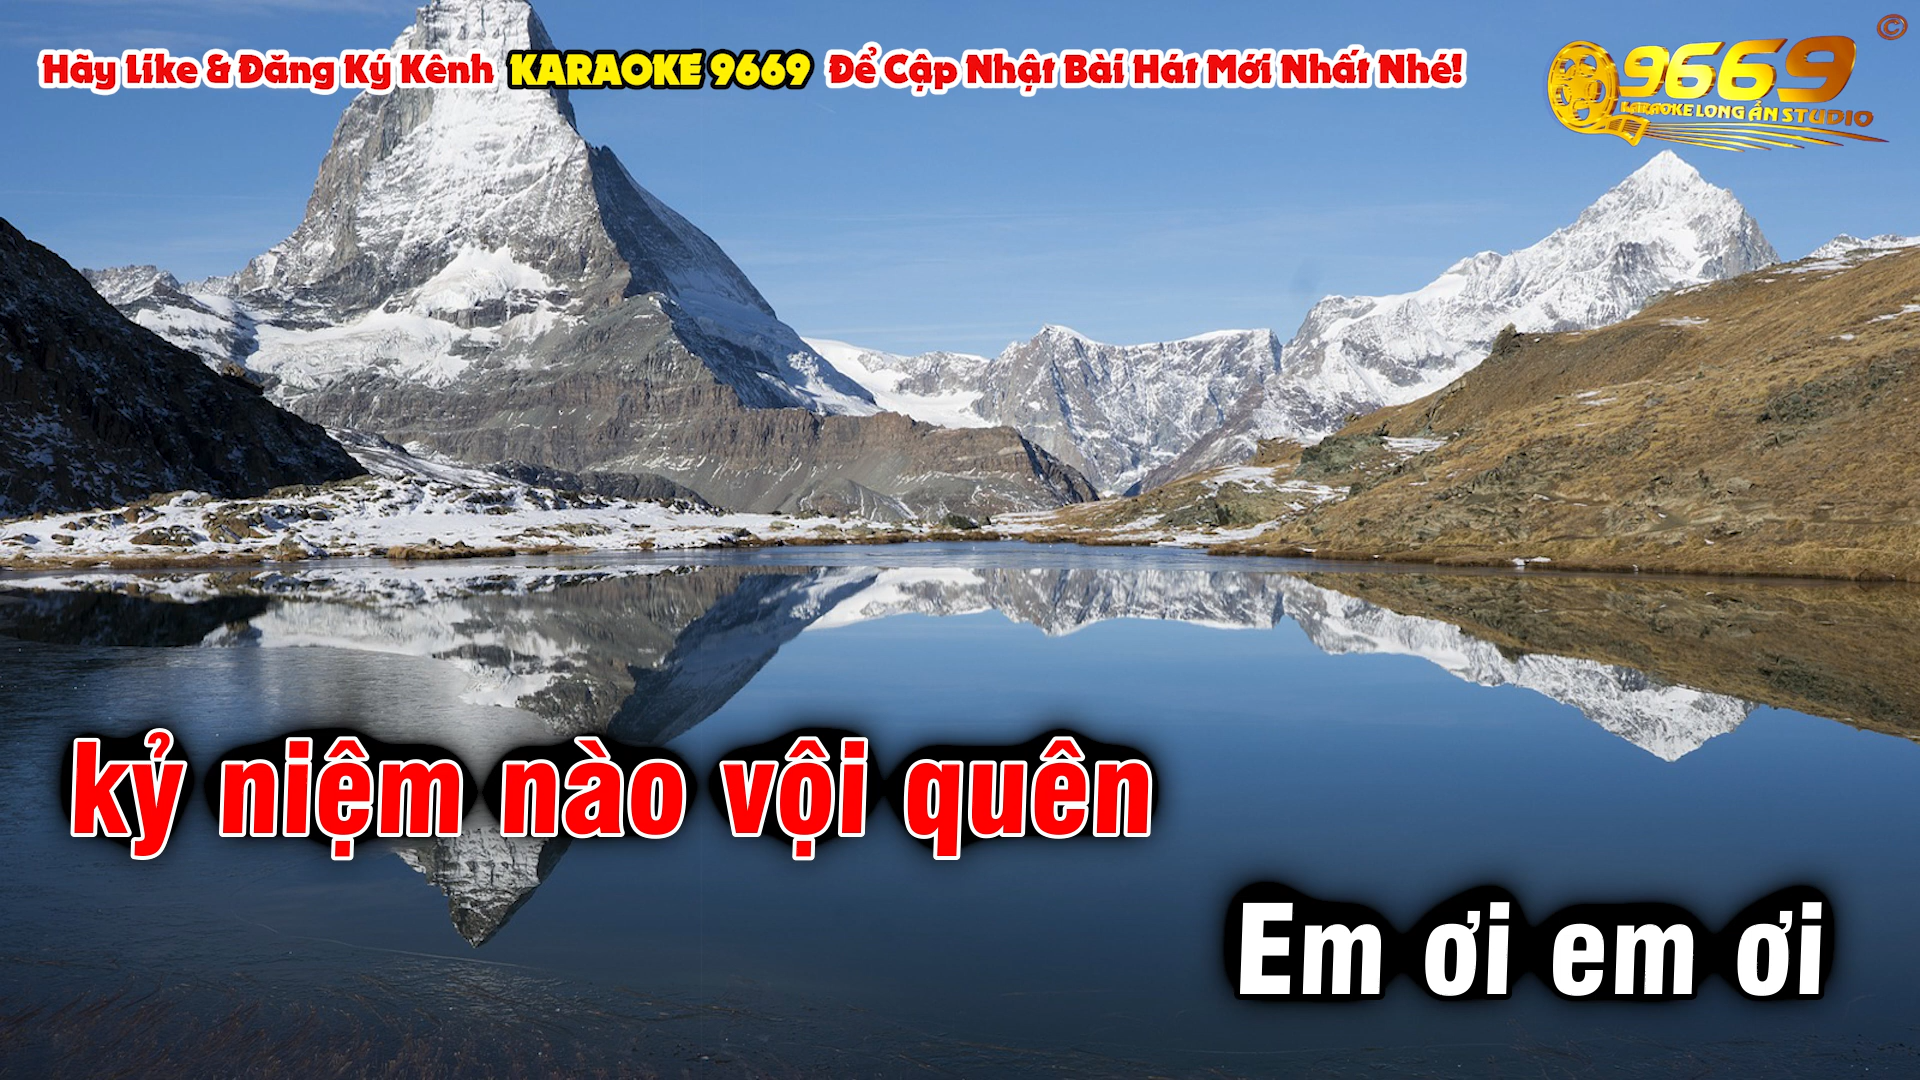 Hãy Like & Đăng Ký Kênh KARAOKE 9669 Để Cập Nhật Bài Hát Mới Nhất Nhé!
©
9669
KARAOKE LONG ẨN STUDIO
kỷ niệm nào vội quên
Em ơi em ơi